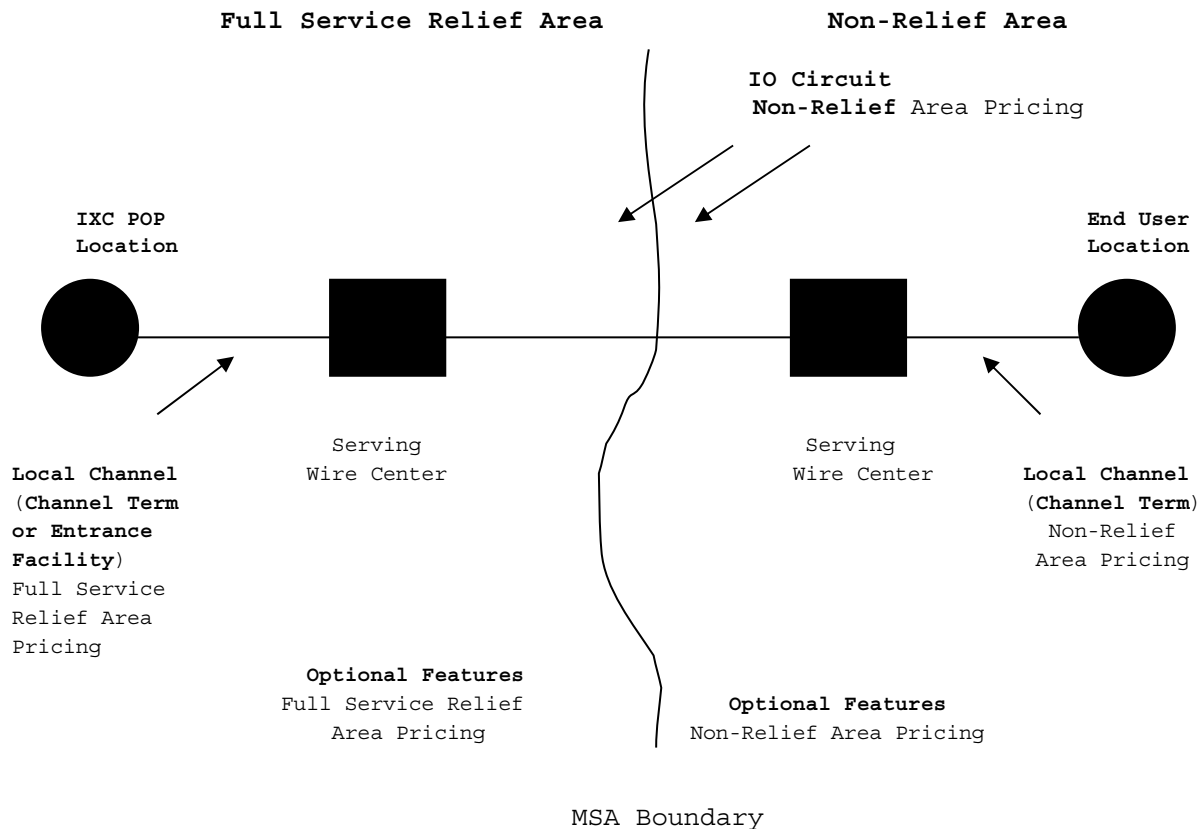 Full Service Relief Area
Non-Relief Area
IO Circuit
Non-Relief Area Pricing
IXC POP
Location
End User
Location
Serving
Wire Center
Serving
Wire Center
Local Channel
(Channel Term
or Entrance
Facility)
Full Service
Relief Area
Pricing
Local Channel
(Channel Term)
Non-Relief
Area Pricing
Optional Features
Full Service Relief
Area Pricing
Optional Features
Non-Relief Area Pricing
MSA Boundary